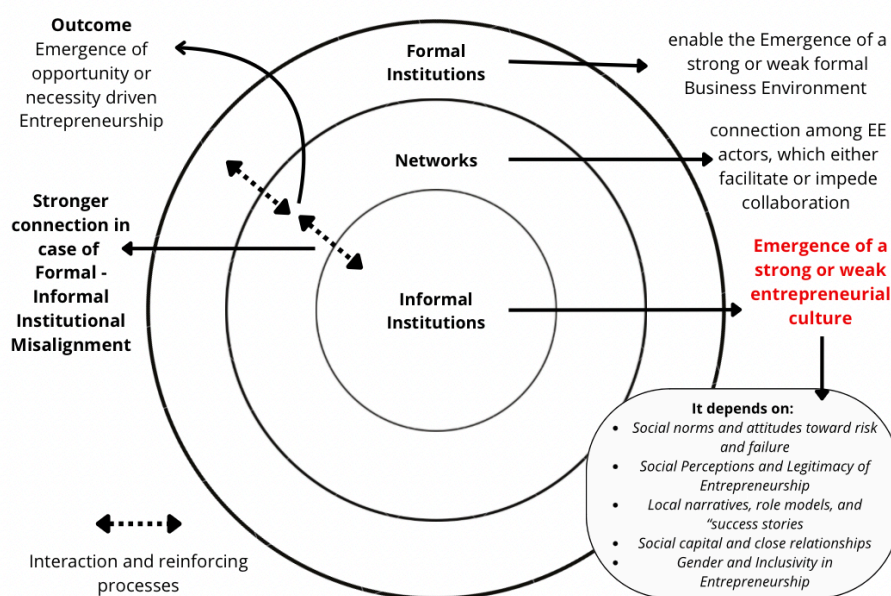 Outcome
Emergence of
opportunity or
necessity driven
Entrepreneurship
Formal
Institutions
enable the Emergence of a
strong or weak formal
Business Environment
Networks
connection among EE
actors, which either
facilitate or impede
collaboration
Stronger
connection in
case of
Formal -
Informal
Institutional
Misalignment
Informal
Institutions
Emergence of a
strong or weak
entrepreneurial
culture
It depends on:
• Social norms and attitudes toward risk
and failure
• Social Perceptions and Legitimacy of
Entrepreneurship
• Local narratives, role models, and
“success stories
• Social capital and close relationships
• Gender and Inclusivity in
Entrepreneurship
Interaction and reinforcing
processes